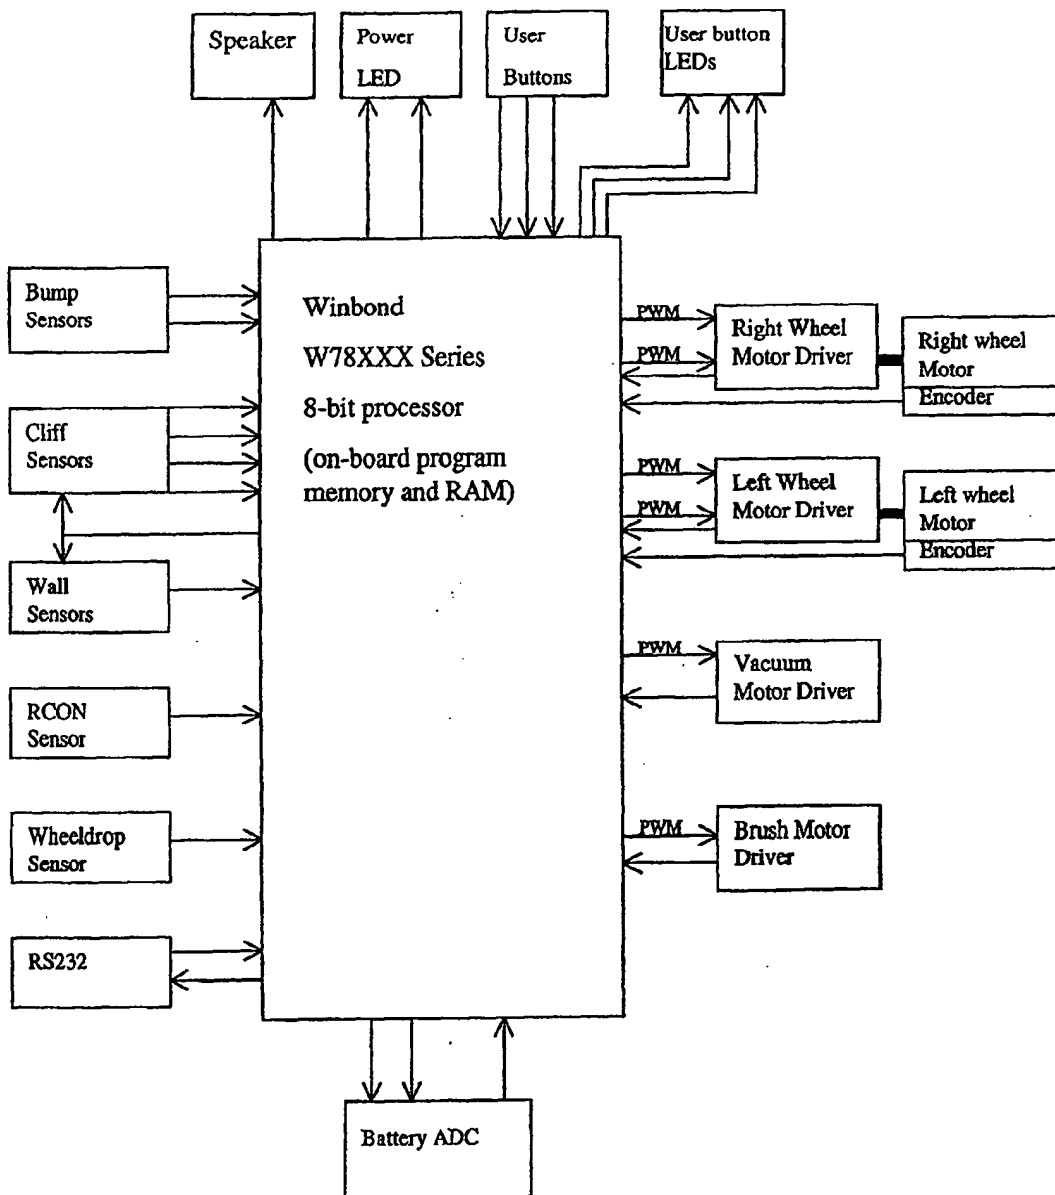 Speaker
Power
LED
User
Buttons
User button
LEDs
Bump
Sensors
Cliff
Sensors
Wall
Sensors
RCON
Sensor
Wheeldrop
Sensor
RS232
Winbond
W78XXX Series
8-bit processor
(on-board program
memory and RAM)
PWM
PWM
Right Wheel
Motor Driver
Right wheel
Motor
Encoder
PWM
PWM
Left Wheel
Motor Driver
Left wheel
Motor
Encoder
PWM
Vacuum
Motor Driver
PWM
Brush Motor
Driver
Battery ADC